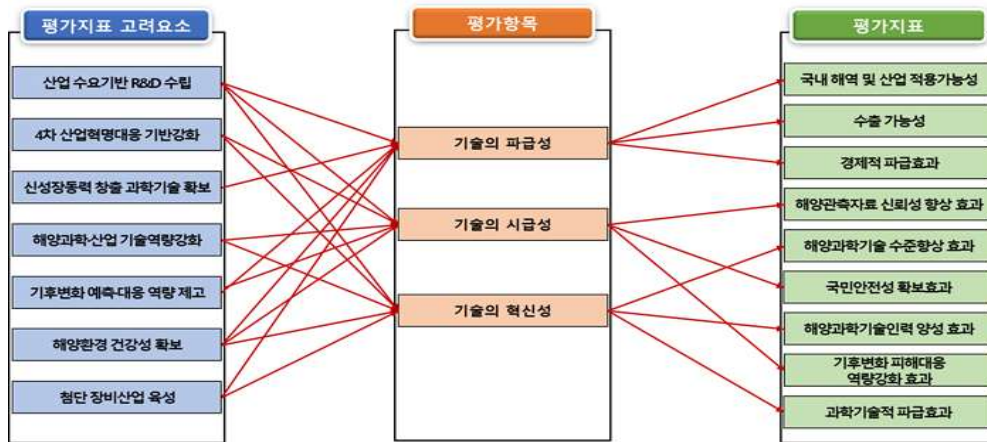 평가지표 고려요소
산업 수요기반 R&D 수립
4차 산업혁명대응 기반강화
신성장동력 창출 과학기술 확보
해양과학·산업 기술역량강화
기후변화 예측·대응 역량 제고
해양환경 건강성 확보
첨단 장비산업 육성
평가항목
기술의 파급성
기술의 시급성
기술의 혁신성
평가지표
국내 해역 및 산업 적용가능성
수출 가능성
경제적 파급효과
해양관측자료 신뢰성 향상 효과
해양과학기술 수준향상 효과
국민안전성 확보효과
해양과학기술인력 양성 효과
기후변화 피해대응
역량강화 효과
과학기술적 파급효과